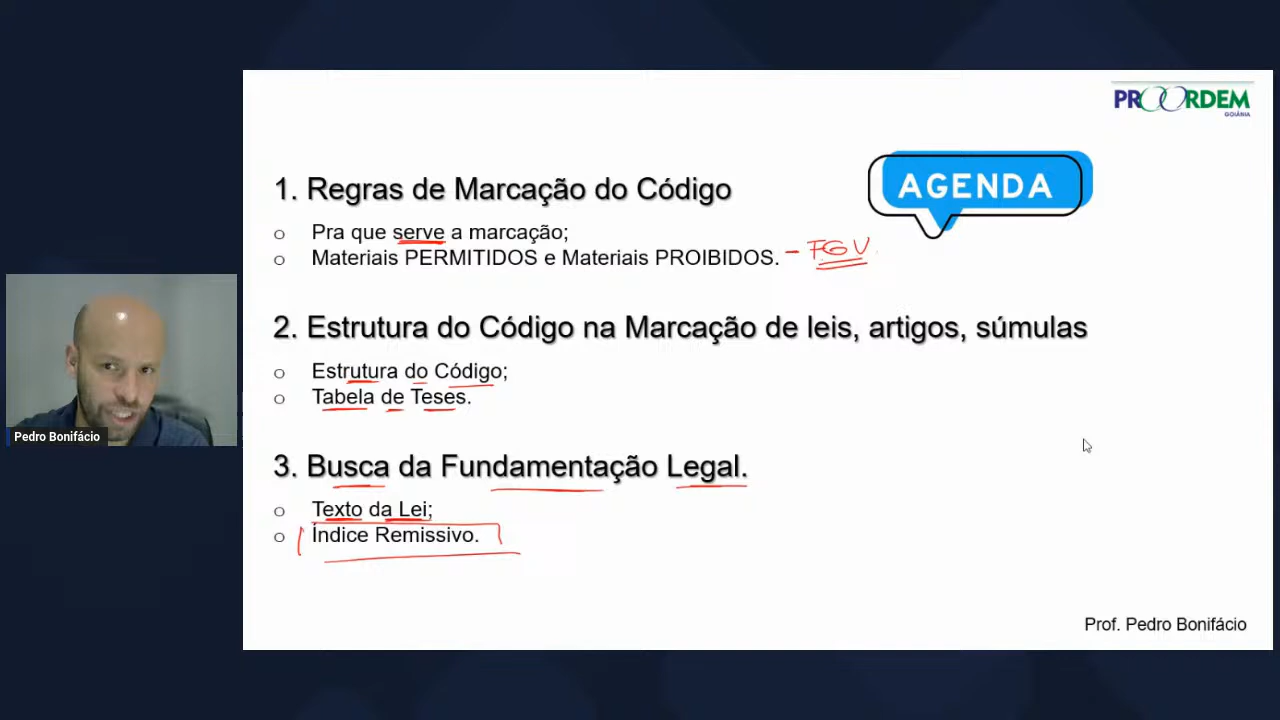 PROORDEM
GOIÂNIA
AGENDA
1. Regras de Marcação do Código
o Pra que serve a marcação;
o Materiais PERMITIDOS e Materiais PROIBIDOS. - FGV
2. Estrutura do Código na Marcação de leis, artigos, súmulas
o Estrutura do Código;
o Tabela de Teses.
3. Busca da Fundamentação Legal.
o Texto da Lei;
o Índice Remissivo.
Pedro Bonifácio
Prof. Pedro Bonifácio